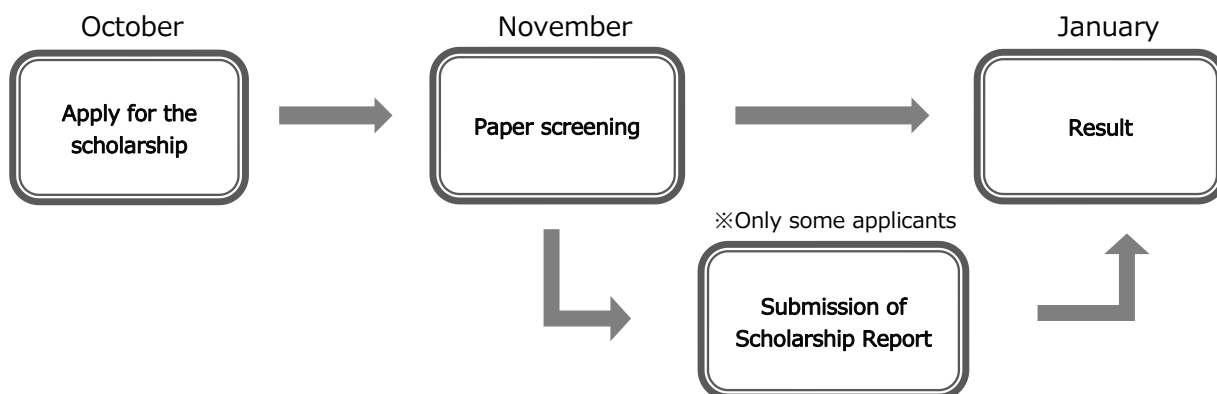 October
November
January
Apply for the
scholarship
Paper screening
Result
※Only some applicants
Submission of
Scholarship Report